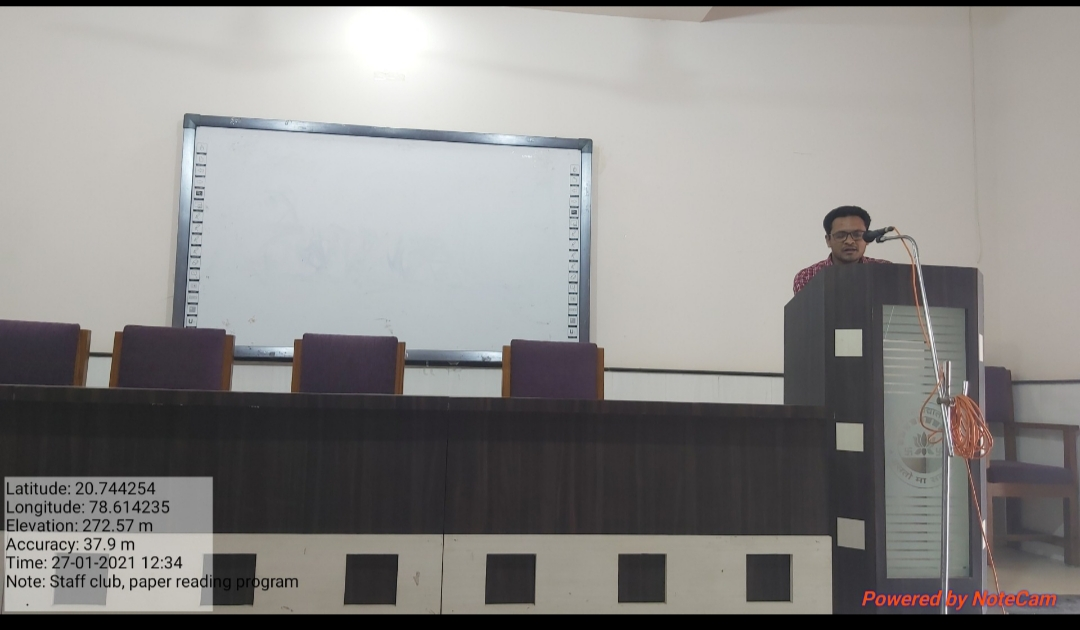 Latitude: 20.744254
Longitude: 78.614235
Elevation: 272.57 m
Accuracy: 37.9 m
Time: 27-01-2021 12:34
Note: Staff club, paper reading program
Powered by NoteCam